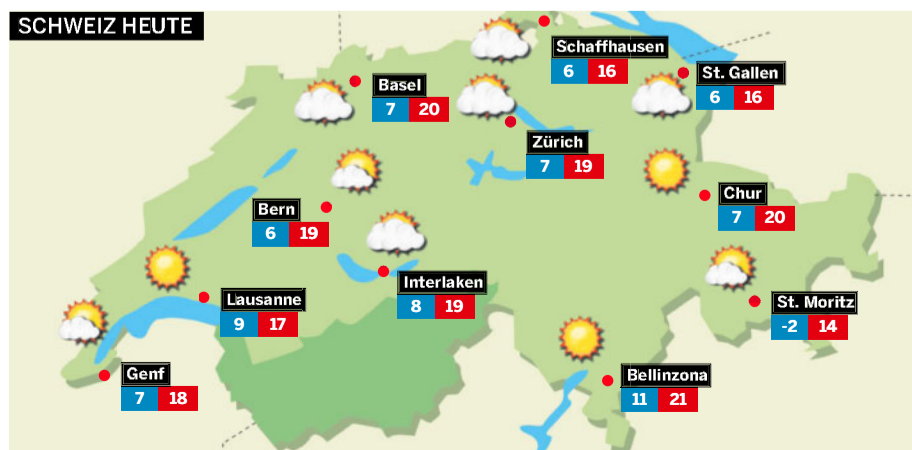 SCHWEIZ HEUTE
Schaffhausen
6 16
St. Gallen
6 16
Basel
7 20
Zürich
7 19
Chur
7 20
Bern
6 19
Interlaken
8 19
Lausanne
9 17
St. Moritz
-2 14
Genf
7 18
Bellinzona
11 21